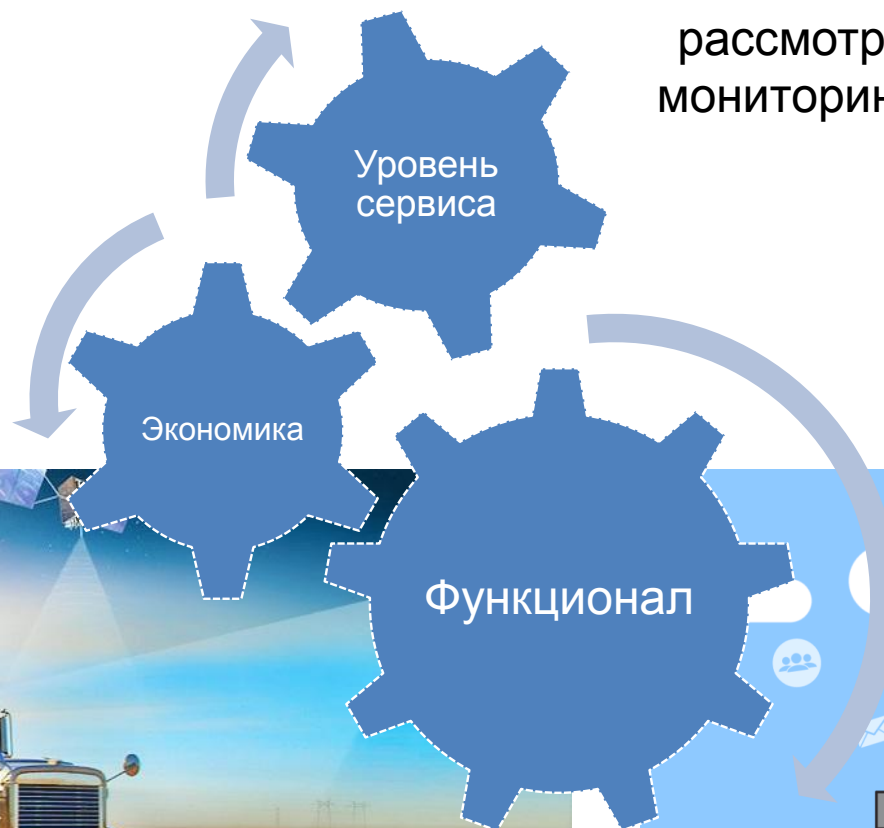 рассмотр
мониторин
Уровень
сервиса
Экономика
Функционал